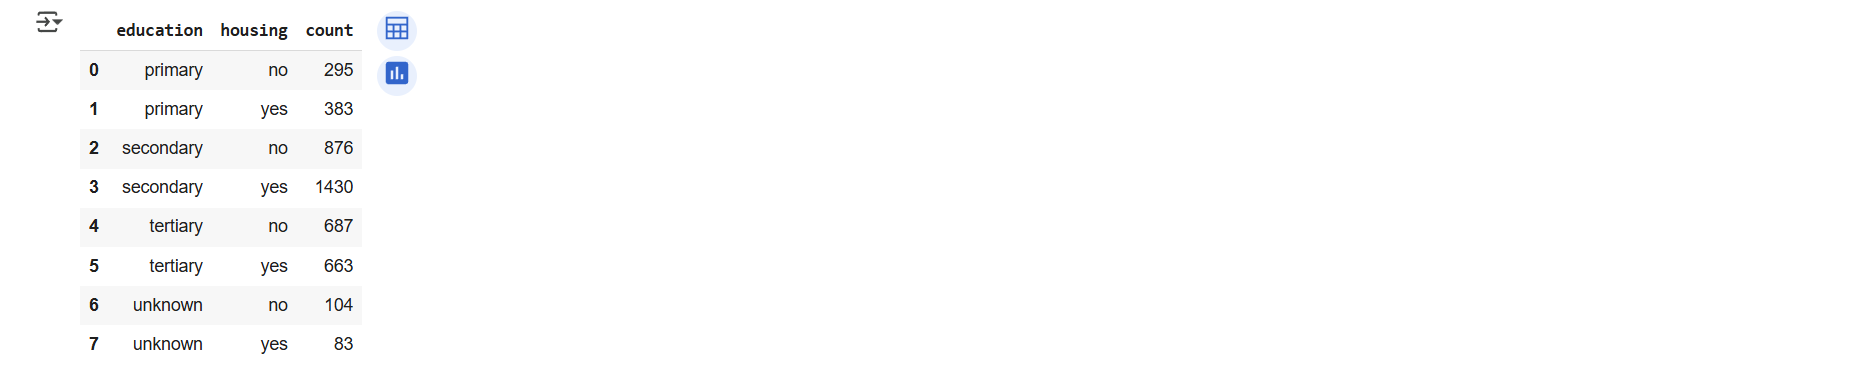 education housing count
0 primary no 295
1 primary yes 383
2 secondary no 876
3 secondary yes 1430
4 tertiary no 687
5 tertiary yes 663
6 unknown no 104
7 unknown yes 83